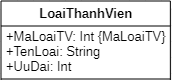 LoaiThanhVien
+MaLoaiTV: Int {MaLoaiTV}
+TenLoai: String
+UuDai: Int